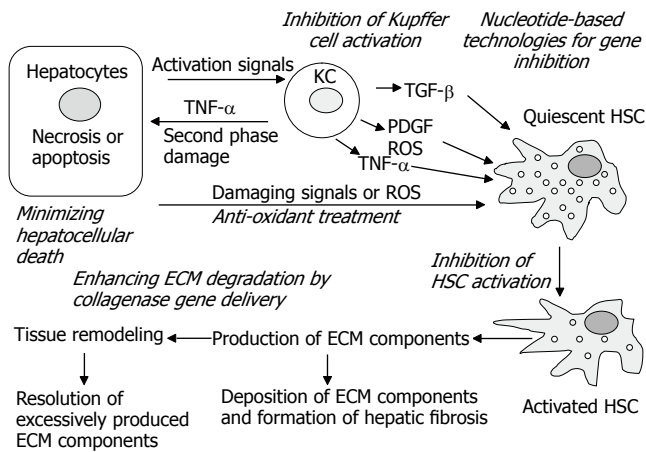 Inhibition of Kupffer
cell activation
Nucleotide-based
technologies for gene
inhibition
Hepatocytes
Necrosis or
apoptosis
Activation signals
TNF-α
Second phase
damage
KC
TGF-β
PDGF
ROS
TNF-α
Quiescent HSC
Damaging signals or ROS
Anti-oxidant treatment
Minimizing
hepatocellular
death
Inhibition of
HSC activation
Enhancing ECM degradation by
collagenase gene delivery
Tissue remodeling
Production of ECM components
Resolution of
excessively produced
ECM components
Deposition of ECM components
and formation of hepatic fibrosis
Activated HSC